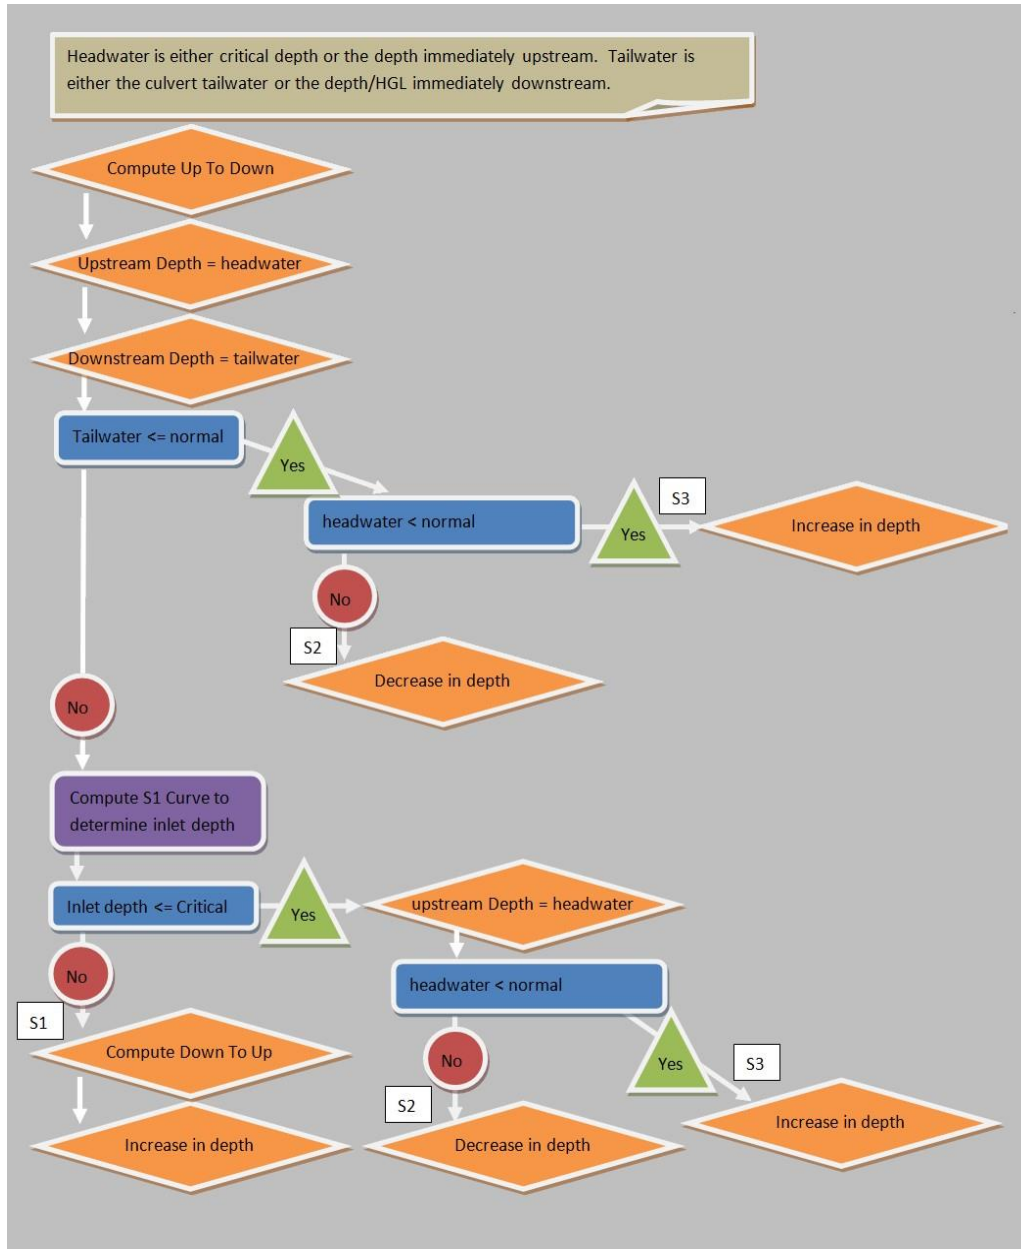 Headwater is either critical depth or the depth immediately upstream. Tailwater is
either the culvert tailwater or the depth/HGL immediately downstream.
Compute Up To Down
Upstream Depth = headwater
Downstream Depth = tailwater
Tailwater <= normal
Yes
headwater < normal
Yes
S3
Increase in depth
No
S2
Decrease in depth
No
Compute S1 Curve to
determine inlet depth
Inlet depth <= Critical
Yes
upstream Depth = headwater
headwater < normal
No
S1
Compute Down To Up
Increase in depth
No
S2
Decrease in depth
Yes
S3
Increase in depth